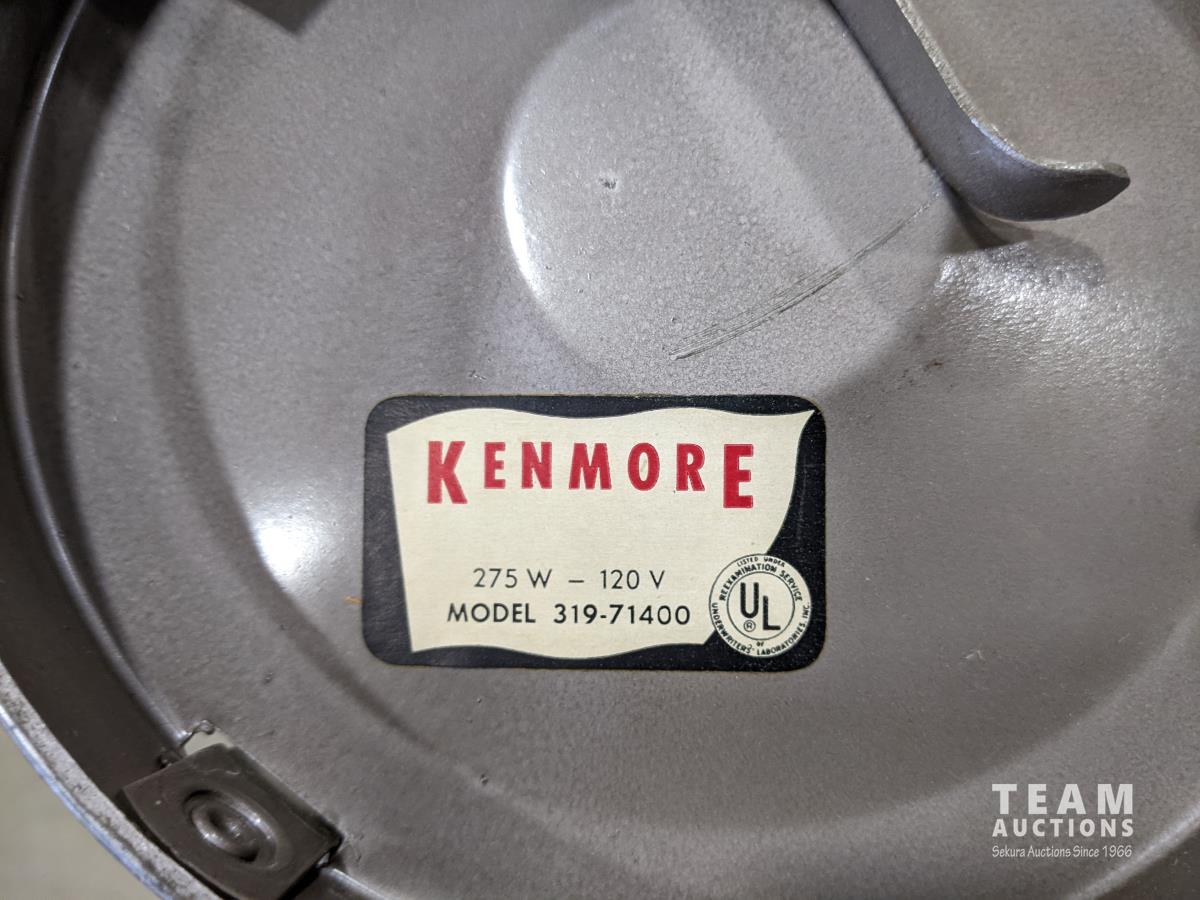 KENMORE
275 W – 120 V
MODEL 319-71400
LISTED UNDER
REEXAMINATION SERVICE
UL
®
OF
UNDERWRITERS' LABORATORIES, INC.
TEAM
AUCTIONS
Sekura Auctions Since 1966